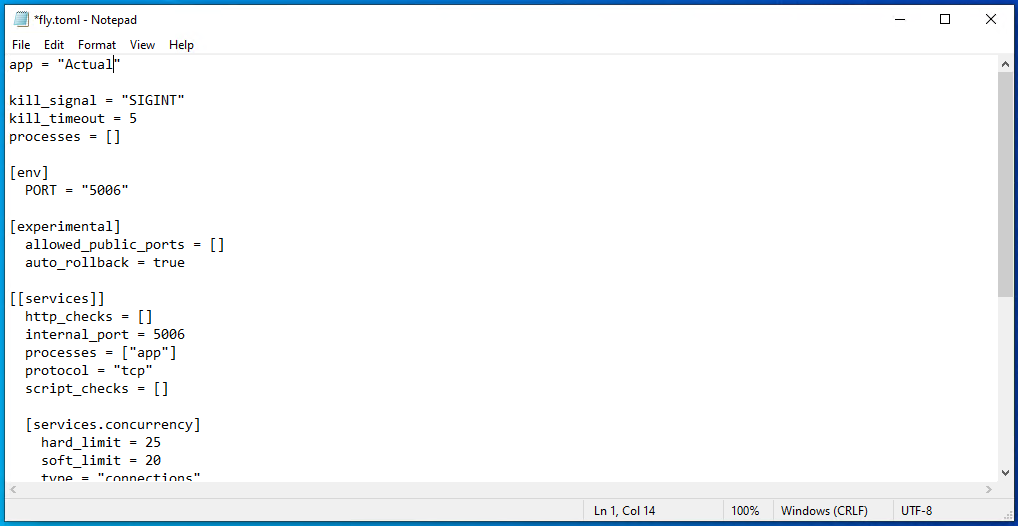 *fly.toml - Notepad
File Edit Format View Help
app = "Actual"
kill_signal = "SIGINT"
kill_timeout = 5
processes = []
[env]
  PORT = "5006"
[experimental]
  allowed_public_ports = []
  auto_rollback = true
[[services]]
  http_checks = []
  internal_port = 5006
  processes = ["app"]
  protocol = "tcp"
  script_checks = []
  [services.concurrency]
    hard_limit = 25
    soft_limit = 20
    type = "connections"
Ln 1, Col 14 100% Windows (CRLF) UTF-8